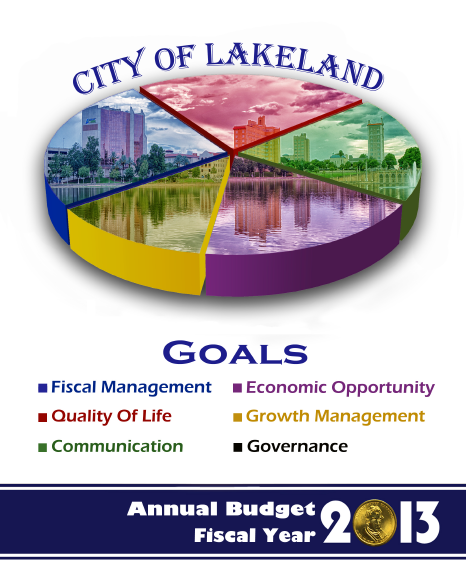 CITY OF LAKELAND
GOALS
Fiscal Management
Economic Opportunity
Quality Of Life
Growth Management
Communication
Governance
Annual Budget
Fiscal Year 2013